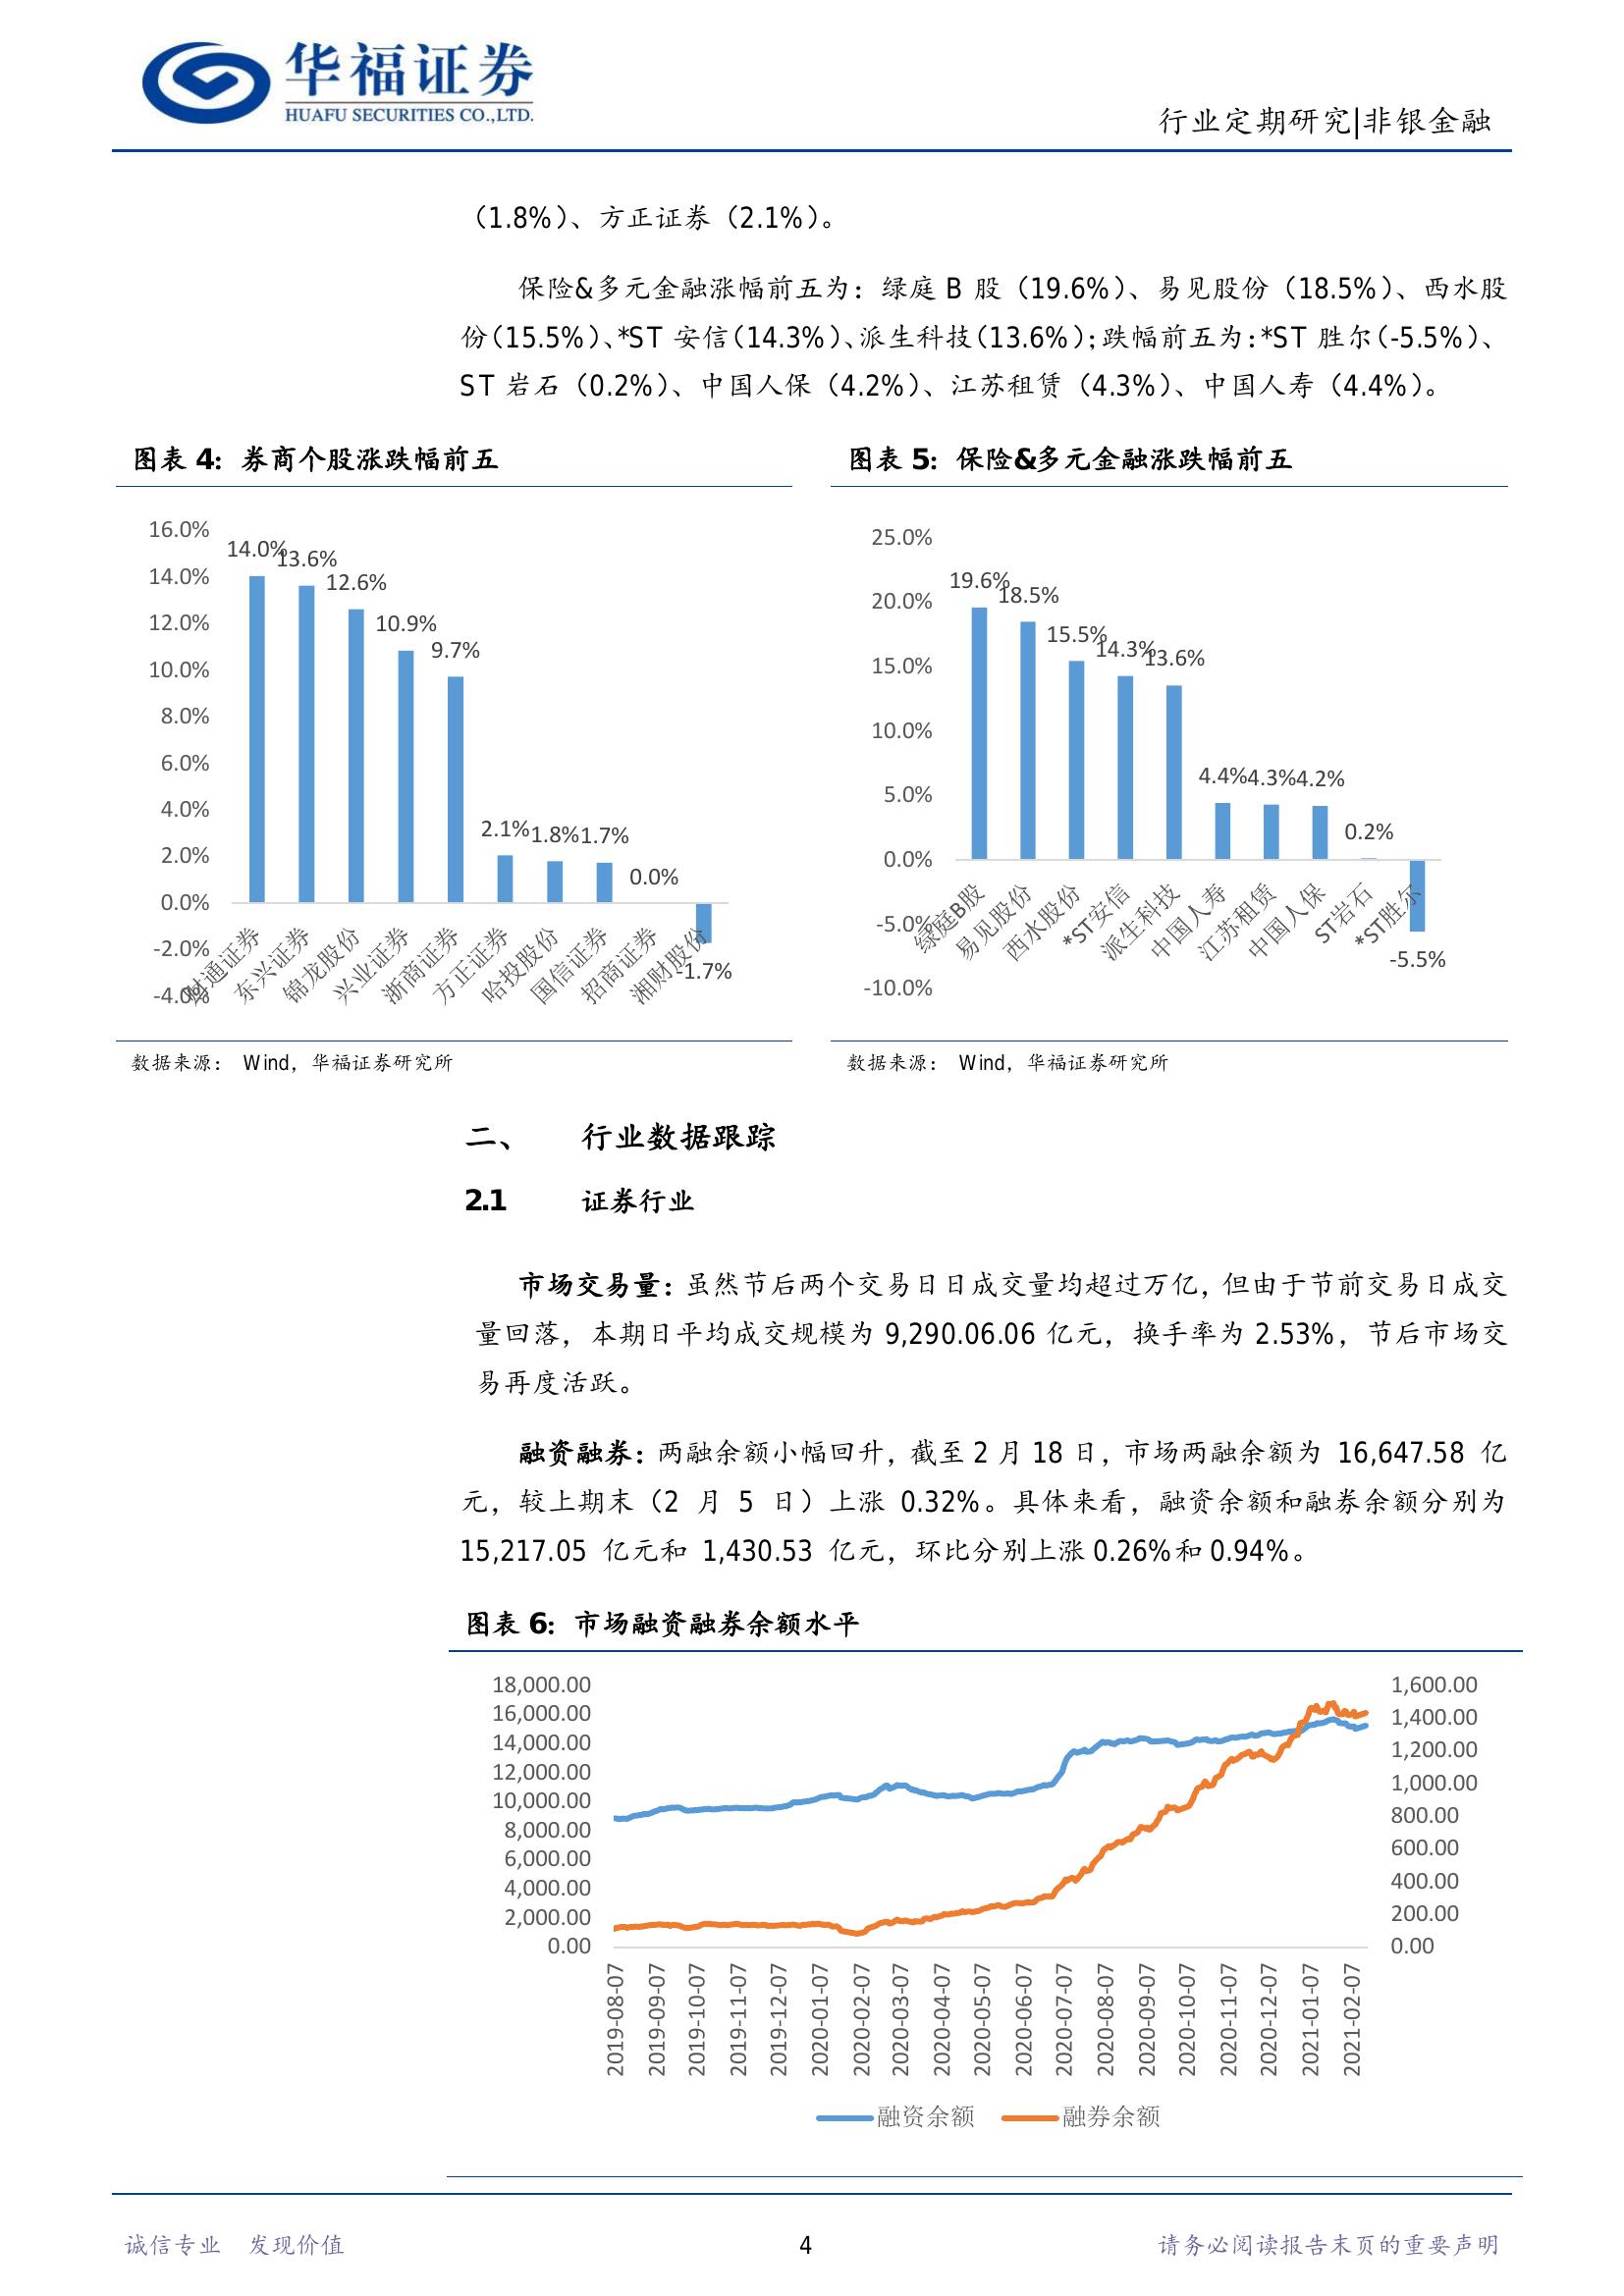 华福证券
HUAFU SECURITIES CO.,LTD.
行业定期研究|非银金融
（1.8%）、方正证券（2.1%）。
保险&多元金融涨幅前五为：绿庭 B 股（19.6%）、易见股份（18.5%）、西水股
份（15.5%）、*ST 安信（14.3%）、派生科技（13.6%）；跌幅前五为：*ST 胜尔（-5.5%）、
ST 岩石（0.2%）、中国人保（4.2%）、江苏租赁（4.3%）、中国人寿（4.4%）。
图表 4：券商个股涨跌幅前五
16.0%
14.0%
12.0%
10.0%
8.0%
6.0%
4.0%
2.0%
0.0%
-2.0%
-4.0%
14.0%
13.6%
12.6%
10.9%
9.7%
2.1%
1.8%
1.7%
0.0%
-1.7%
财通证券
东兴证券
锦龙股份
兴业证券
浙商证券
方正证券
哈投股份
国信证券
招商证券
湘财股份
数据来源： Wind，华福证券研究所
图表 5：保险&多元金融涨跌幅前五
25.0%
20.0%
15.0%
10.0%
5.0%
0.0%
-5.0%
-10.0%
19.6%
18.5%
15.5%
14.3%
13.6%
4.4%
4.3%
4.2%
0.2%
-5.5%
绿庭B股
易见股份
西水股份
*ST安信
派生科技
中国人寿
江苏租赁
中国人保
ST岩石
*ST胜尔
数据来源： Wind，华福证券研究所
二、 行业数据跟踪
2.1 证券行业
市场交易量：虽然节后两个交易日日成交量均超过万亿，但由于节前交易日成交
量回落，本期日平均成交规模为 9,290.06.06 亿元，换手率为 2.53%，节后市场交
易再度活跃。
融资融券：两融余额小幅回升，截至 2 月 18 日，市场两融余额为 16,647.58 亿
元，较上期末（2 月 5 日）上涨 0.32%。具体来看，融资余额和融券余额分别为
15,217.05 亿元和 1,430.53 亿元，环比分别上涨 0.26%和 0.94%。
图表 6：市场融资融券余额水平
18,000.00
16,000.00
14,000.00
12,000.00
10,000.00
8,000.00
6,000.00
4,000.00
2,000.00
0.00
1,600.00
1,400.00
1,200.00
1,000.00
800.00
600.00
400.00
200.00
0.00
2019-08-07
2019-09-07
2019-10-07
2019-11-07
2019-12-07
2020-01-07
2020-02-07
2020-03-07
2020-04-07
2020-05-07
2020-06-07
2020-07-07
2020-08-07
2020-09-07
2020-10-07
2020-11-07
2020-12-07
2021-01-07
2021-02-07
融资余额
融券余额
诚信专业 发现价值
4
请务必阅读报告末页的重要声明